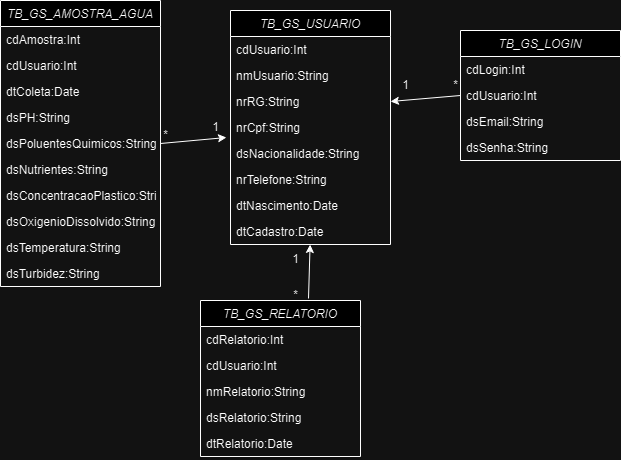 TB_GS_AMOSTRA_AGUA
cdAmostra:Int
cdUsuario:Int
dtColeta:Date
dsPH:String
dsPoluentesQuimicos:String
dsNutrientes:String
dsConcentracaoPlastico:Stri
dsOxigenioDissolvido:String
dsTemperatura:String
dsTurbidez:String
*
1
TB_GS_USUARIO
cdUsuario:Int
nmUsuario:String
nrRG:String
nrCpf:String
dsNacionalidade:String
nrTelefone:String
dtNascimento:Date
dtCadastro:Date
1
*
TB_GS_LOGIN
cdLogin:Int
cdUsuario:Int
dsEmail:String
dsSenha:String
1
*
TB_GS_RELATORIO
cdRelatorio:Int
cdUsuario:Int
nmRelatorio:String
dsRelatorio:String
dtRelatorio:Date